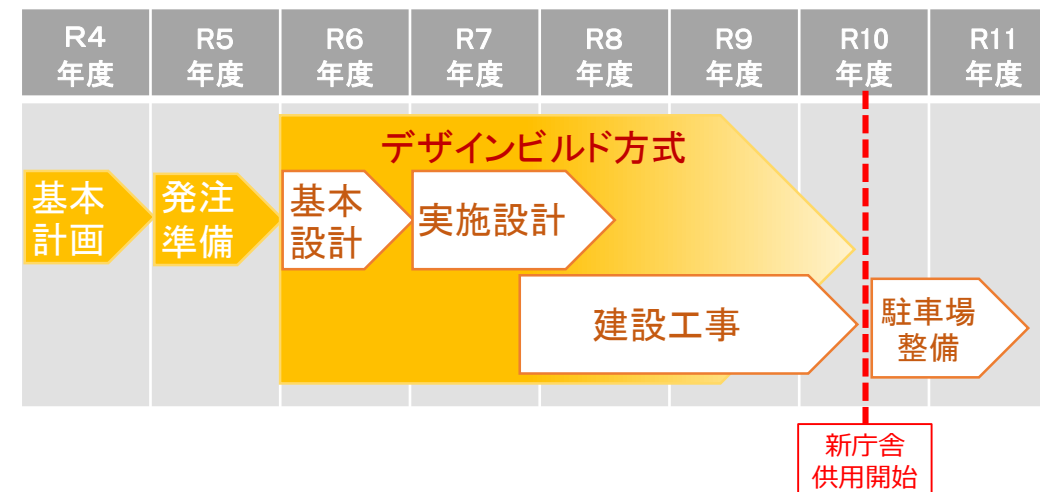 R4
年度
R5
年度
R6
年度
R7
年度
R8
年度
R9
年度
R10
年度
R11
年度
デザインビルド方式
基本
計画
発注
準備
基本
設計
実施設計
建設工事
駐車場
整備
新庁舎
供用開始